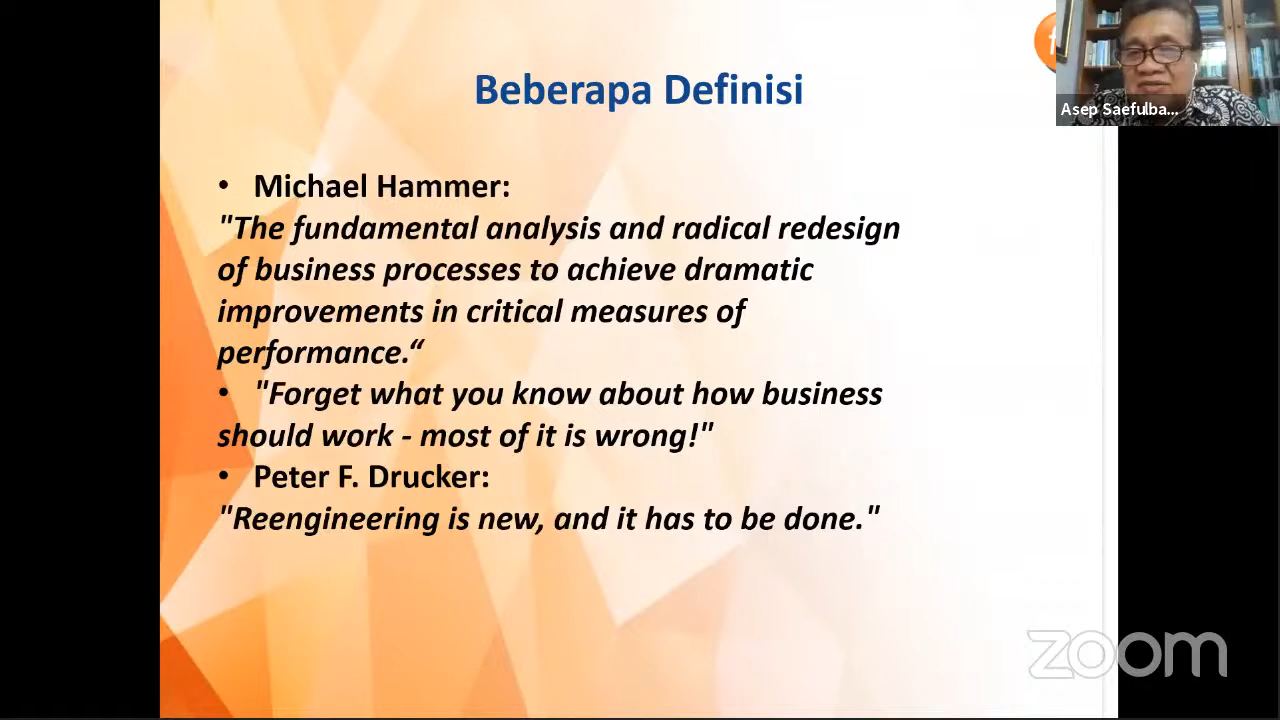 Beberapa Definisi
Asep Saefulba...
• Michael Hammer:
"The fundamental analysis and radical redesign
of business processes to achieve dramatic
improvements in critical measures of
performance.“
• "Forget what you know about how business
should work - most of it is wrong!"
• Peter F. Drucker:
"Reengineering is new, and it has to be done."
zoom